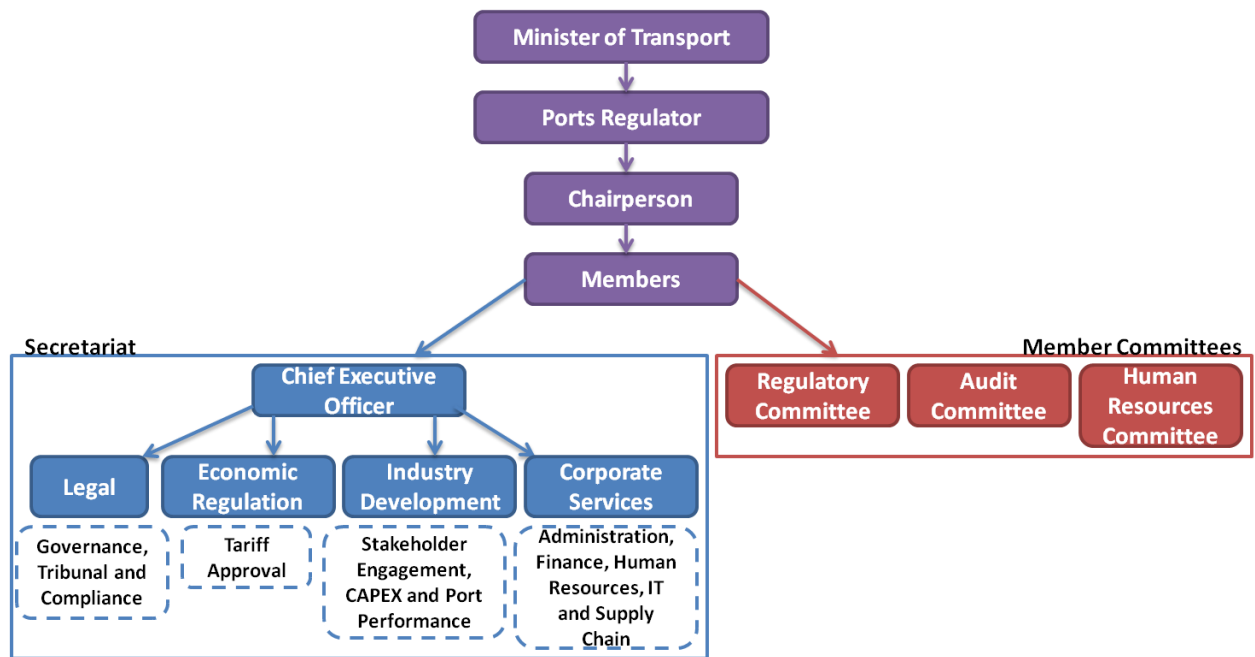 Minister of Transport
Ports Regulator
Chairperson
Members
Secretariat
Member Committees
Chief Executive
Officer
Regulatory
Committee
Audit
Committee
Human
Resources
Committee
Legal
Economic
Regulation
Industry
Development
Corporate
Services
Governance,
Tribunal and
Compliance
Tariff
Approval
Stakeholder
Engagement,
CAPEX and Port
Performance
Administration,
Finance, Human
Resources, IT
and Supply
Chain